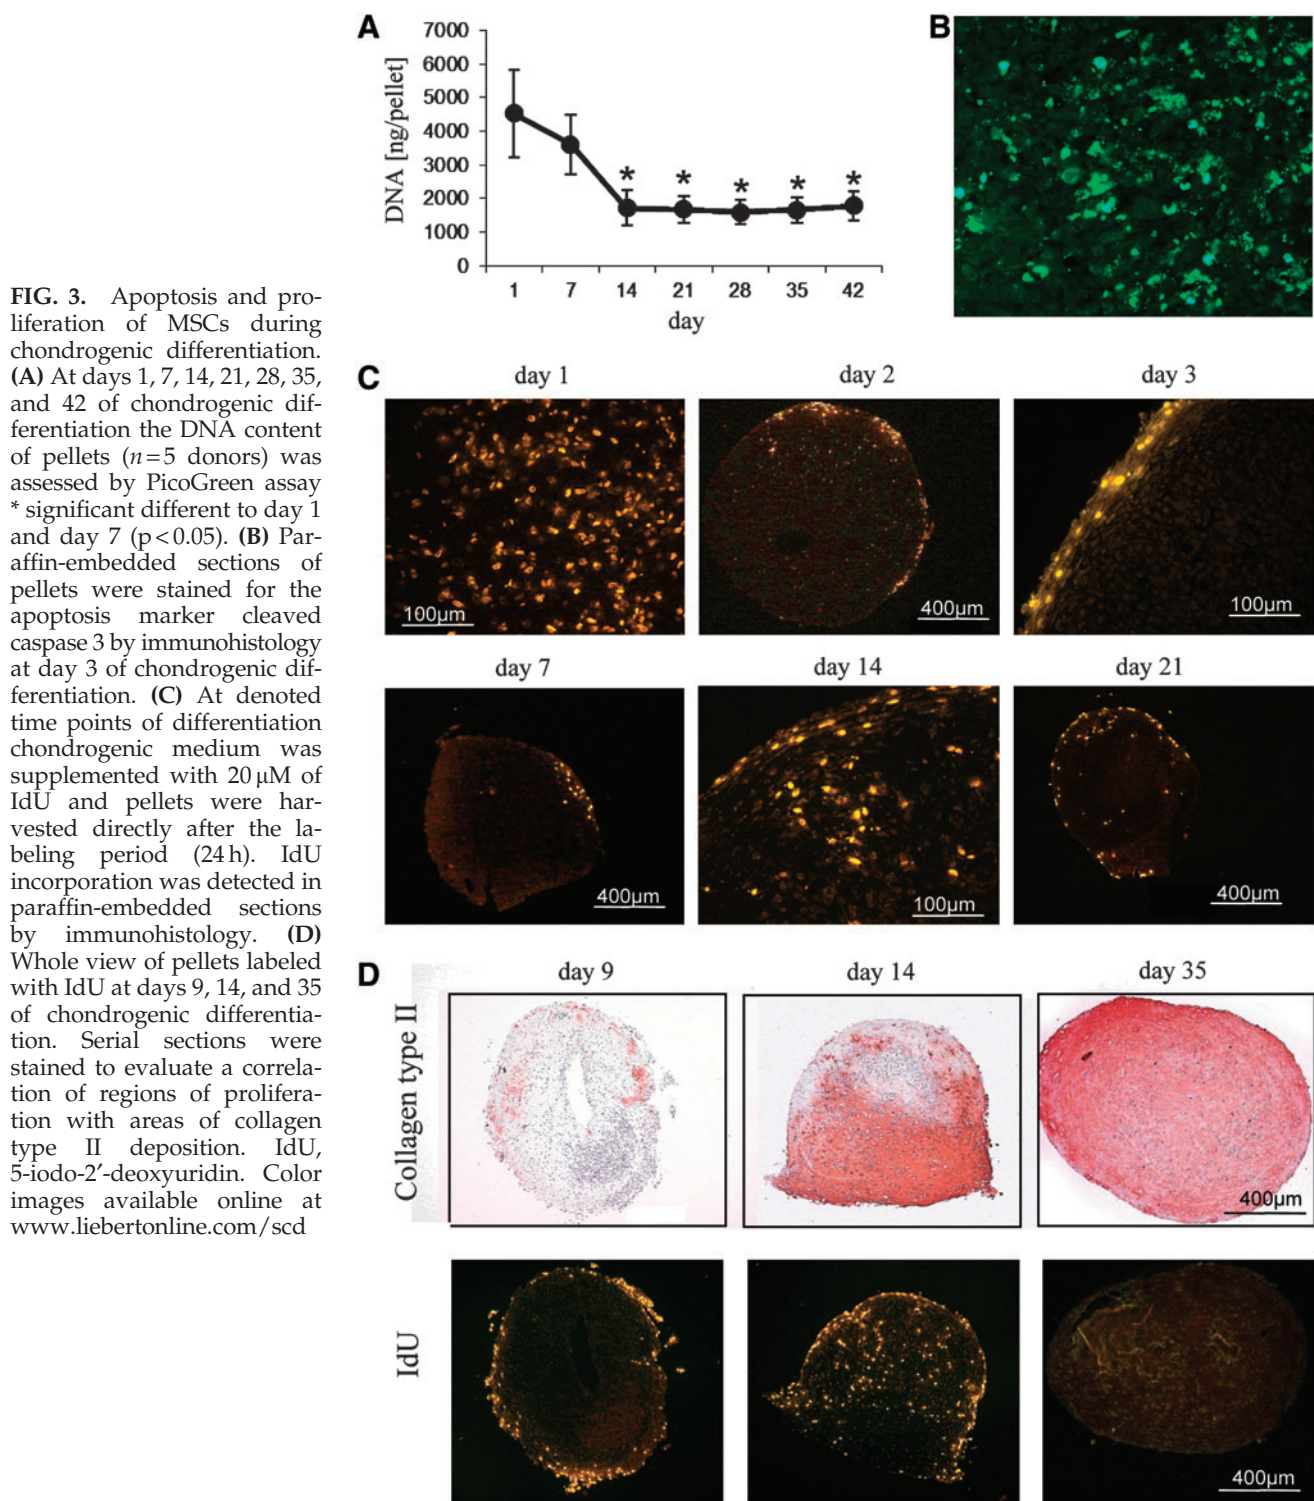 A
7000
6000
5000
4000
3000
2000
1000
0
DNA [ng/pellet]
* * * * *
1 7 14 21 28 35 42
day
B
FIG. 3. Apoptosis and pro-
liferation of MSCs during
chondrogenic differentiation.
(A) At days 1, 7, 14, 21, 28, 35,
and 42 of chondrogenic dif-
ferentiation the DNA content
of pellets (n=5 donors) was
assessed by PicoGreen assay
* significant different to day 1
and day 7 (p<0.05). (B) Par-
affin-embedded sections of
pellets were stained for the
apoptosis marker cleaved
caspase 3 by immunohistology
at day 3 of chondrogenic dif-
ferentiation. (C) At denoted
time points of differentiation
chondrogenic medium was
supplemented with 20 μM of
IdU and pellets were har-
vested directly after the la-
beling period (24 h). IdU
incorporation was detected in
paraffin-embedded sections
by immunohistology. (D)
Whole view of pellets labeled
with IdU at days 9, 14, and 35
of chondrogenic differentia-
tion. Serial sections were
stained to evaluate a correla-
tion of regions of prolifera-
tion with areas of collagen
type II deposition. IdU,
5-iodo-2′-deoxyuridin. Color
images available online at
www.liebertonline.com/scd
C
day 1 day 2 day 3
100μm 400μm 100μm
day 7 day 14 day 21
400μm 100μm 400μm
D
day 9 day 14 day 35
Collagen type II
400μm
IdU
400μm